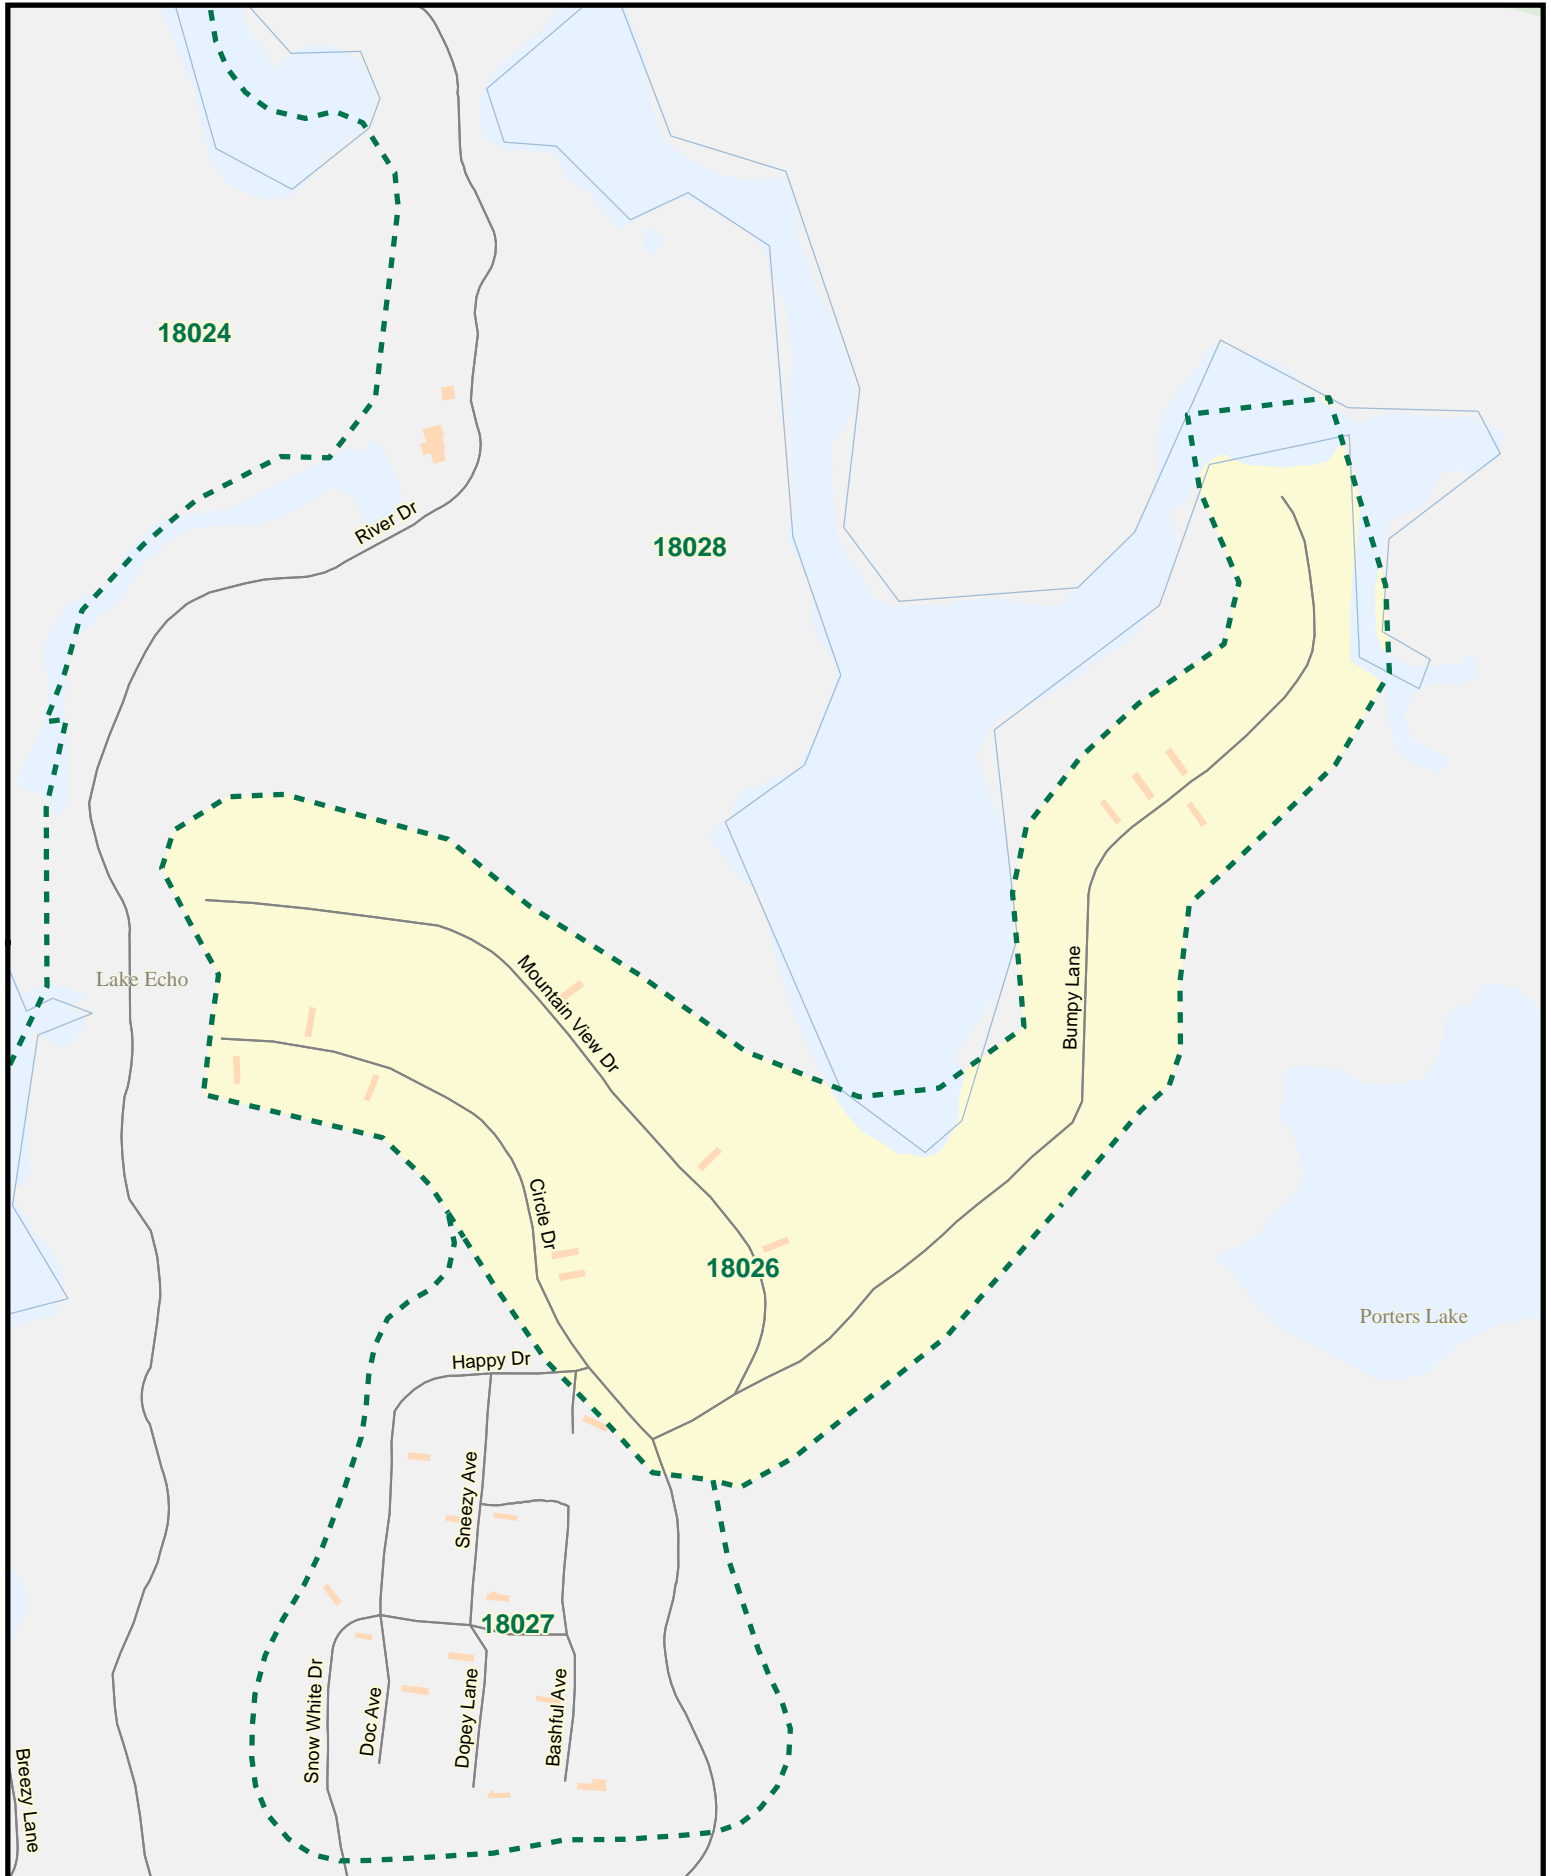 18024
River Dr
18028
Lake Echo
Mountain View Dr
Bumpy Lane
Circle Dr
18026
Porters Lake
Happy Dr
Sneezy Ave
18027
Snow White Dr
Doc Ave
Dopey Lane
Bashful Ave
Breezy Lane